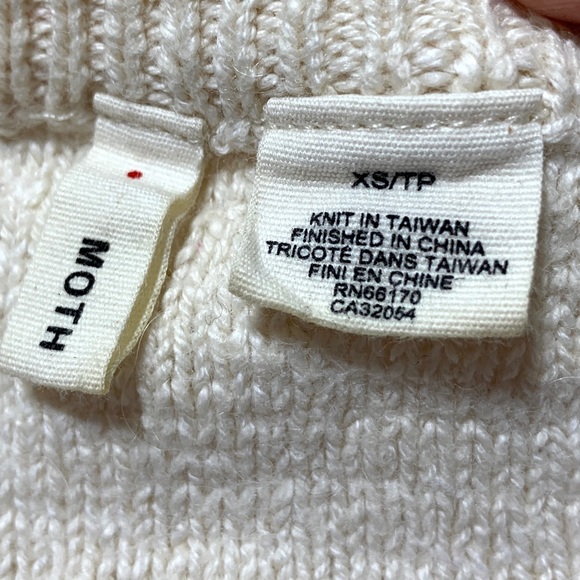 MOTH
XS/TP
KNIT IN TAIWAN
FINISHED IN CHINA
TRICOTÉ DANS TAIWAN
FINI EN CHINE
RN66170
CA32054